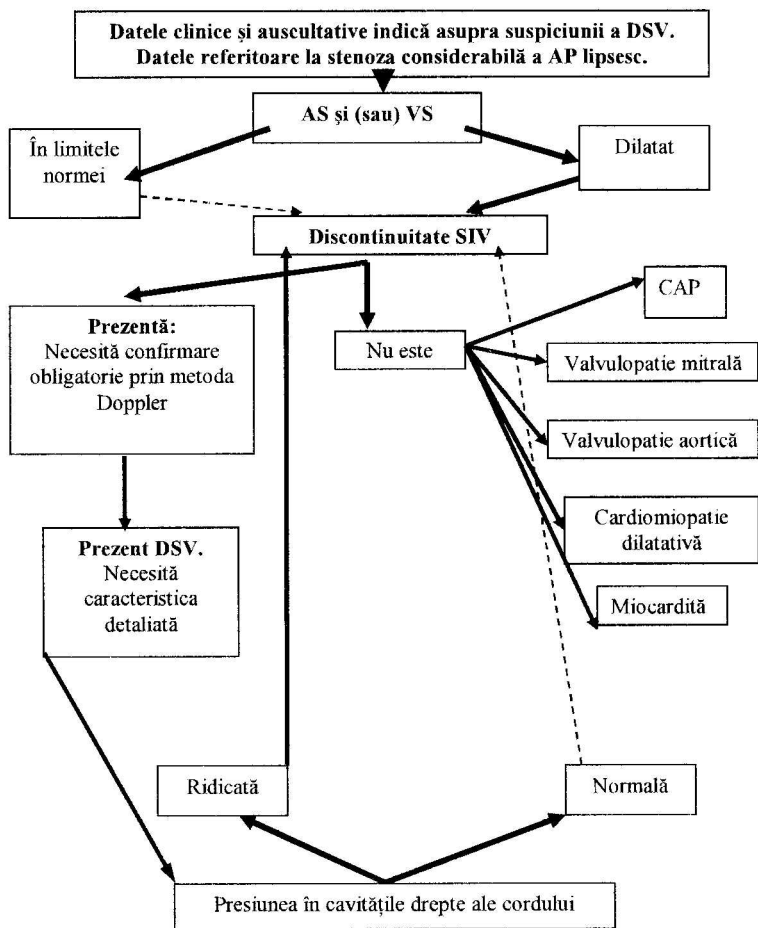 Datele clinice și auscultative indică asupra suspiciunii a DSV.
Datele referitoare la stenoza considerabilă a AP lipsesc.
AS și (sau) VS
În limitele
normei
Dilatat
Discontinuitate SIV
Prezentă:
Necesită confirmare
obligatorie prin metoda
Doppler
Nu este
CAP
Valvulopatie mitrală
Valvulopatie aortică
Cardiomiopatie
dilatativă
Miocardită
Prezent DSV.
Necesită
caracteristica
detaliată
Ridicată
Normală
Presiunea în cavitățile drepte ale cordului